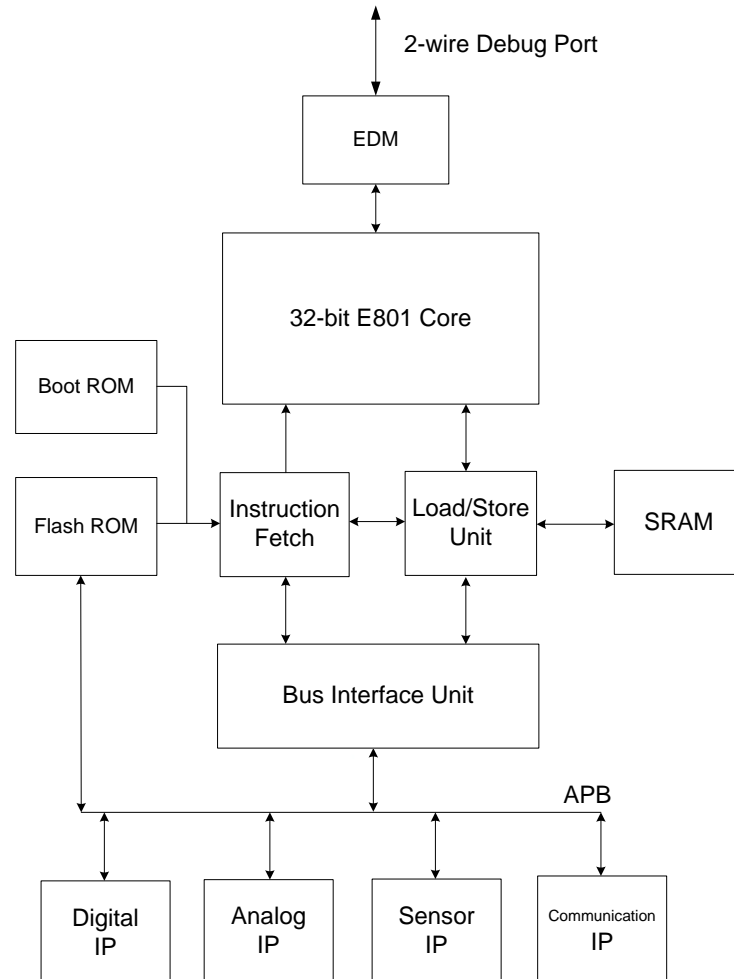 2-wire Debug Port
EDM
32-bit E801 Core
Boot ROM
Flash ROM
Instruction
Fetch
Load/Store
Unit
SRAM
Bus Interface Unit
APB
Digital
IP
Analog
IP
Sensor
IP
Communication
IP